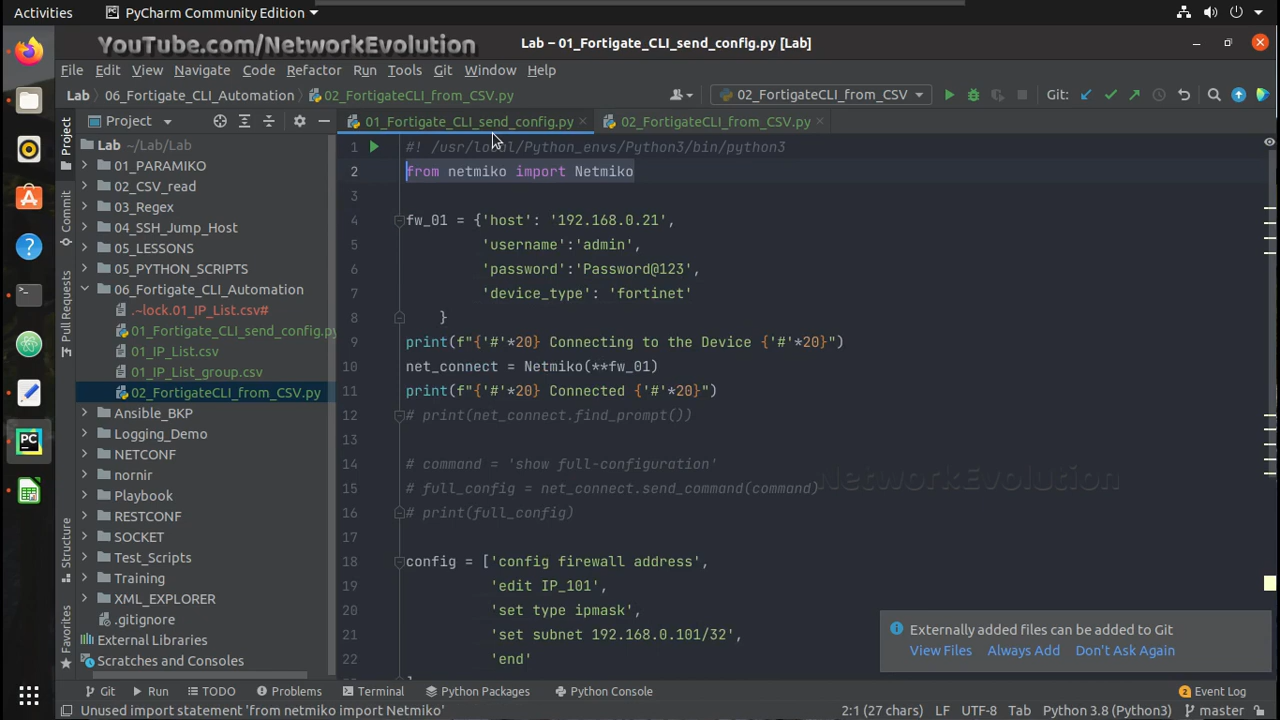 Activities
PyCharm Community Edition
YouTube.com/NetworkEvolution
Lab – 01_Fortigate_CLI_send_config.py [Lab]
File Edit View Navigate Code Refactor Run Tools Git Window Help
Lab 06_Fortigate_CLI_Automation 02_FortigateCLI_from_CSV.py
02_FortigateCLI_from_CSV
Git:
Project
01_Fortigate_CLI_send_config.py
02_FortigateCLI_from_CSV.py
Project
Commit
Pull Requests
Structure
Favorites
Lab ~/Lab/Lab
01_PARAMIKO
02_CSV_read
03_Regex
04_SSH_Jump_Host
05_LESSONS
05_PYTHON_SCRIPTS
06_Fortigate_CLI_Automation
.~lock.01_IP_List.csv#
01_Fortigate_CLI_send_config.py
01_IP_List.csv
01_IP_List_group.csv
02_FortigateCLI_from_CSV.py
Ansible_BKP
Logging_Demo
NETCONF
nornir
Playbook
RESTCONF
SOCKET
Test_Scripts
Training
XML_EXPLORER
.gitignore
External Libraries
Scratches and Consoles
1 #! /usr/local/Python_envs/Python3/bin/python3
2 from netmiko import Netmiko
3
4 fw_01 = {'host': '192.168.0.21',
5 'username':'admin',
6 'password':'Password@123',
7 'device_type': 'fortinet'
8 }
9 print(f"{'#'*20} Connecting to the Device {'#'*20}")
10 net_connect = Netmiko(**fw_01)
11 print(f"{'#'*20} Connected {'#'*20}")
12 # print(net_connect.find_prompt())
13
14 # command = 'show full-configuration'
15 # full_config = net_connect.send_command(command)
16 # print(full_config)
17
18 config = ['config firewall address',
19 'edit IP_101',
20 'set type ipmask',
21 'set subnet 192.168.0.101/32',
22 'end'
NetworkEvolution
Externally added files can be added to Git
View Files Always Add Don't Ask Again
Git Run TODO Problems Terminal Python Packages Python Console
2 Event Log
Unused import statement 'from netmiko import Netmiko'
2:1 (27 chars) LF UTF-8 Tab Python 3.8 (Python3) master